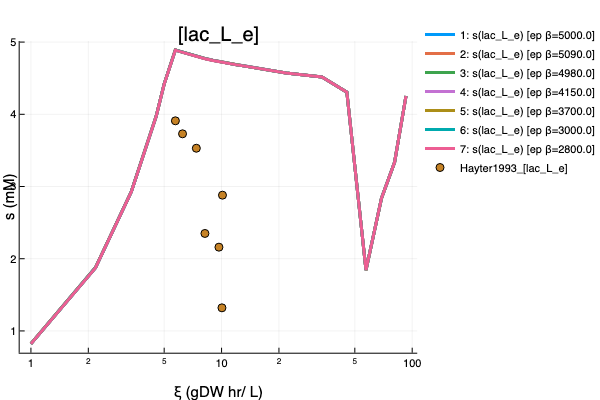 [lac_L_e]
5
4
3
2
1
s (mM)
1
2
5
10
2
5
100
ξ (gDW hr/ L)
1: s(lac_L_e) [ep β=5000.0]
2: s(lac_L_e) [ep β=5090.0]
3: s(lac_L_e) [ep β=4980.0]
4: s(lac_L_e) [ep β=4150.0]
5: s(lac_L_e) [ep β=3700.0]
6: s(lac_L_e) [ep β=3000.0]
7: s(lac_L_e) [ep β=2800.0]
Hayter1993_[lac_L_e]